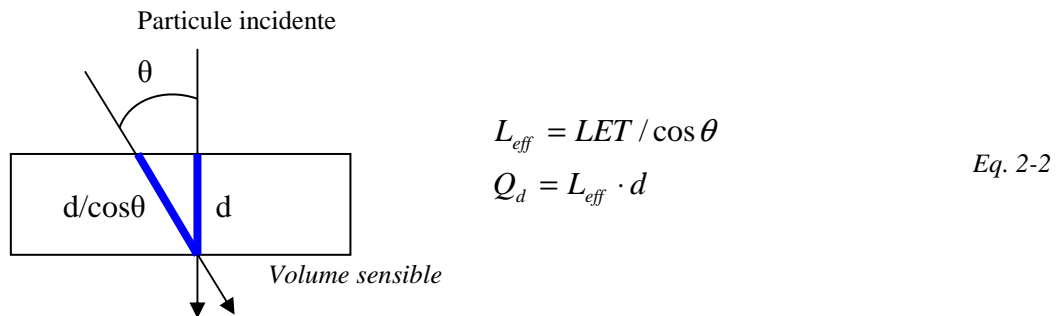 Particule incidente
θ
d/cosθ
d
Volume sensible
L_eff = LET / cos θ
Q_d = L_eff · d
Eq. 2-2